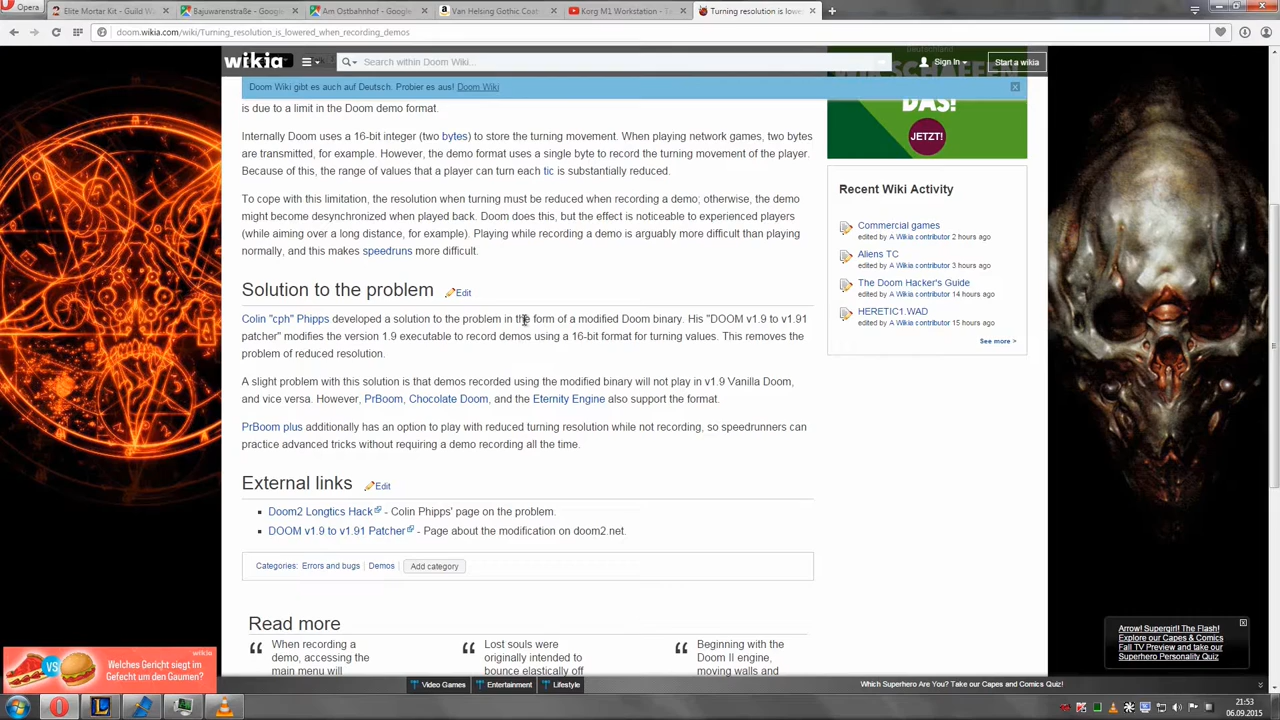 Opera
Elite Mortar Kit - Guild W
Bajuwarenstraße - Google
Am Ostbahnhof - Google
Van Helsing Gothic Coat
Korg M1 Workstation - T
Turning resolution is lowe
doom.wikia.com/wiki/Turning_resolution_is_lowered_when_recording_demos
wikia
Search within Doom Wiki...
Sign In
Start a wikia
Doom Wiki gibt es auch auf Deutsch. Probier es aus! Doom Wiki
is due to a limit in the Doom demo format.
Internally Doom uses a 16-bit integer (two bytes) to store the turning movement. When playing network games, two bytes
are transmitted, for example. However, the demo format uses a single byte to record the turning movement of the player.
Because of this, the range of values that a player can turn each tic is substantially reduced.
To cope with this limitation, the resolution when turning must be reduced when recording a demo; otherwise, the demo
might become desynchronized when played back. Doom does this, but the effect is noticeable to experienced players
(while aiming over a long distance, for example). Playing while recording a demo is arguably more difficult than playing
normally, and this makes speedruns more difficult.
Solution to the problem Edit
Colin "cph" Phipps developed a solution to the problem in the form of a modified Doom binary. His "DOOM v1.9 to v1.91
patcher" modifies the version 1.9 executable to record demos using a 16-bit format for turning values. This removes the
problem of reduced resolution.
A slight problem with this solution is that demos recorded using the modified binary will not play in v1.9 Vanilla Doom,
and vice versa. However, PrBoom, Chocolate Doom, and the Eternity Engine also support the format.
PrBoom plus additionally has an option to play with reduced turning resolution while not recording, so speedrunners can
practice advanced tricks without requiring a demo recording all the time.
External links Edit
Doom2 Longtics Hack - Colin Phipps' page on the problem.
DOOM v1.9 to v1.91 Patcher - Page about the modification on doom2.net.
Categories: Errors and bugs Demos Add category
Read more
When recording a
demo, accessing the
main menu will
Lost souls were
originally intended to
bounce elastically off
Beginning with the
Doom II engine,
moving walls and
DAS!
JETZT!
Recent Wiki Activity
Commercial games
edited by A Wikia contributor 2 hours ago
Aliens TC
edited by A Wikia contributor 3 hours ago
The Doom Hacker's Guide
edited by A Wikia contributor 14 hours ago
HERETIC1.WAD
edited by A Wikia contributor 15 hours ago
See more >
Arrow! Supergirl! The Flash!
Explore our Capes & Comics
Fall TV Preview and take our
Superhero Personality Quiz
wikia
VS
Welches Gericht siegt im
Gefecht um den Gaumen?
Video Games
Entertainment
Lifestyle
Which Superhero Are You? Take our Capes and Comics Quiz!
21:53
06.09.2015